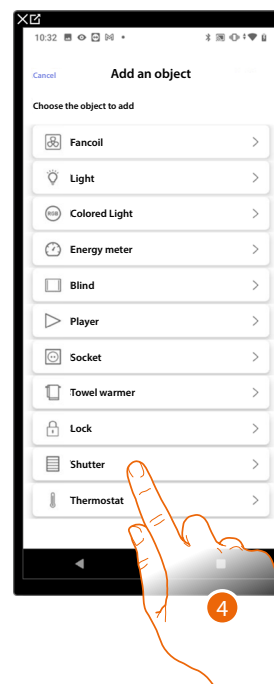 10:32
Cancel
Add an object
Choose the object to add
Fancoil
Light
RGB Colored Light
Energy meter
Blind
Player
Socket
Towel warmer
Lock
Shutter
Thermostat
4